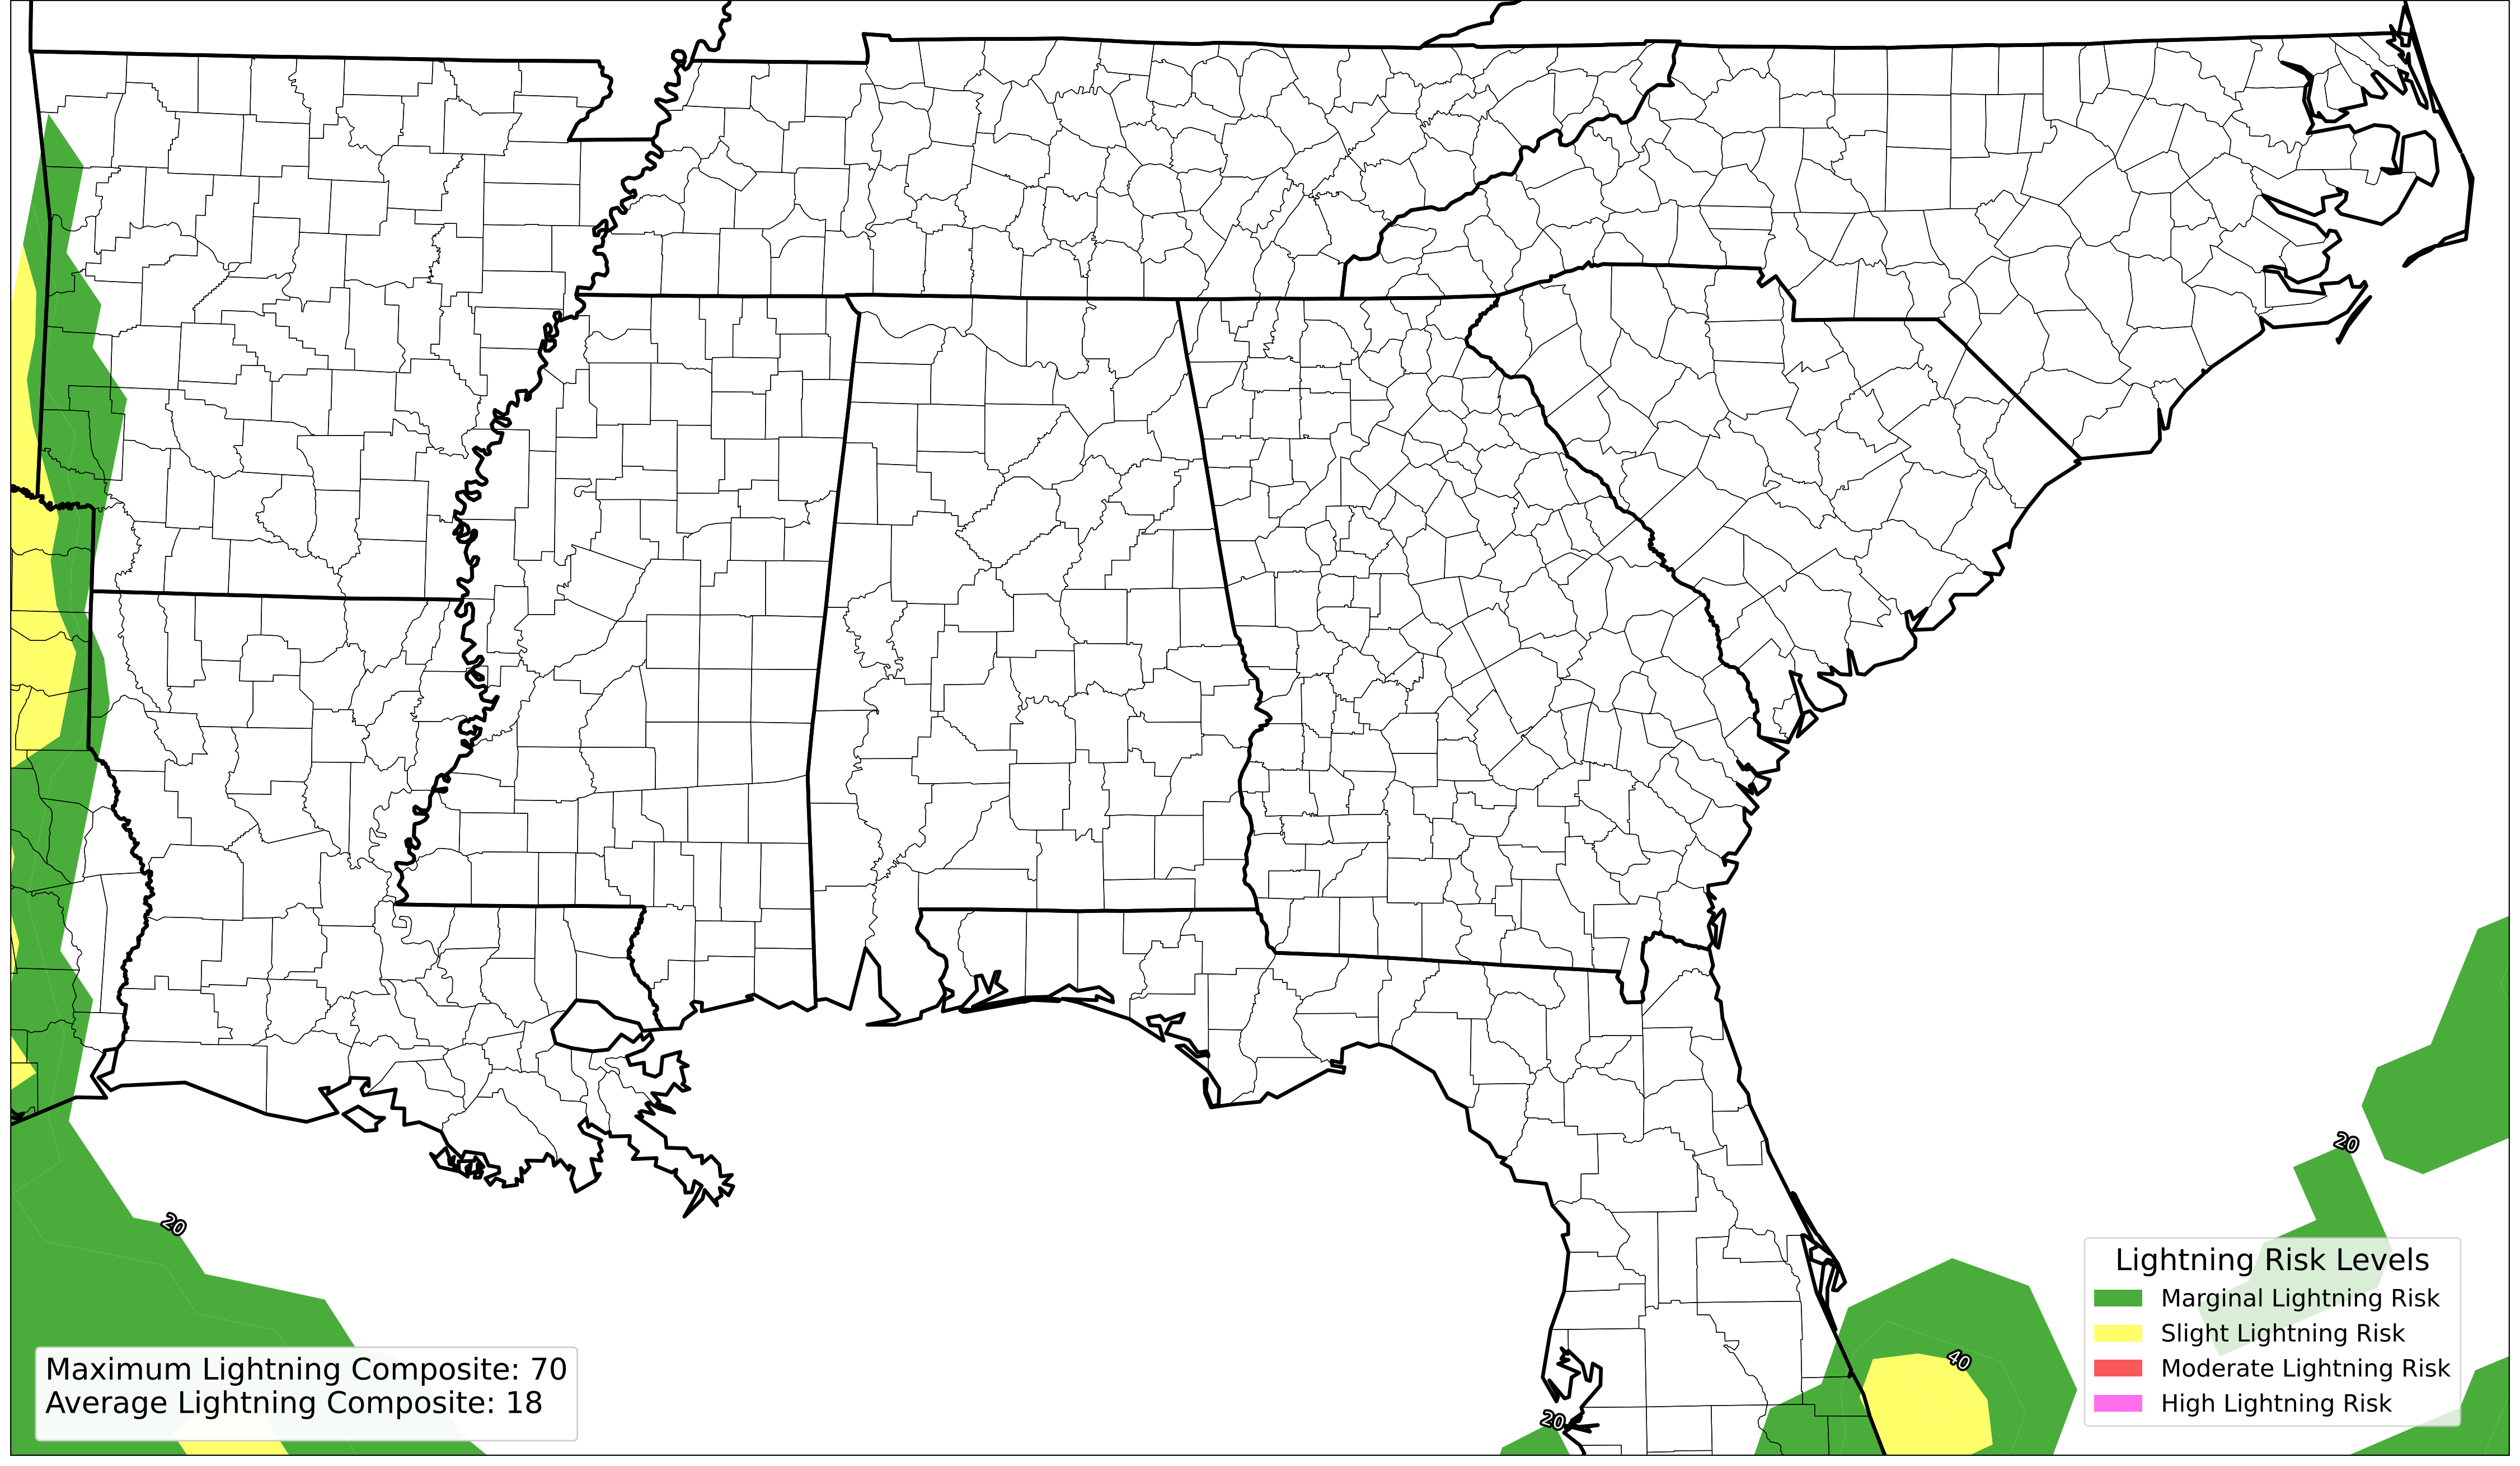 20
20
40
20
Maximum Lightning Composite: 70
Average Lightning Composite: 18
Lightning Risk Levels
Marginal Lightning Risk
Slight Lightning Risk
Moderate Lightning Risk
High Lightning Risk